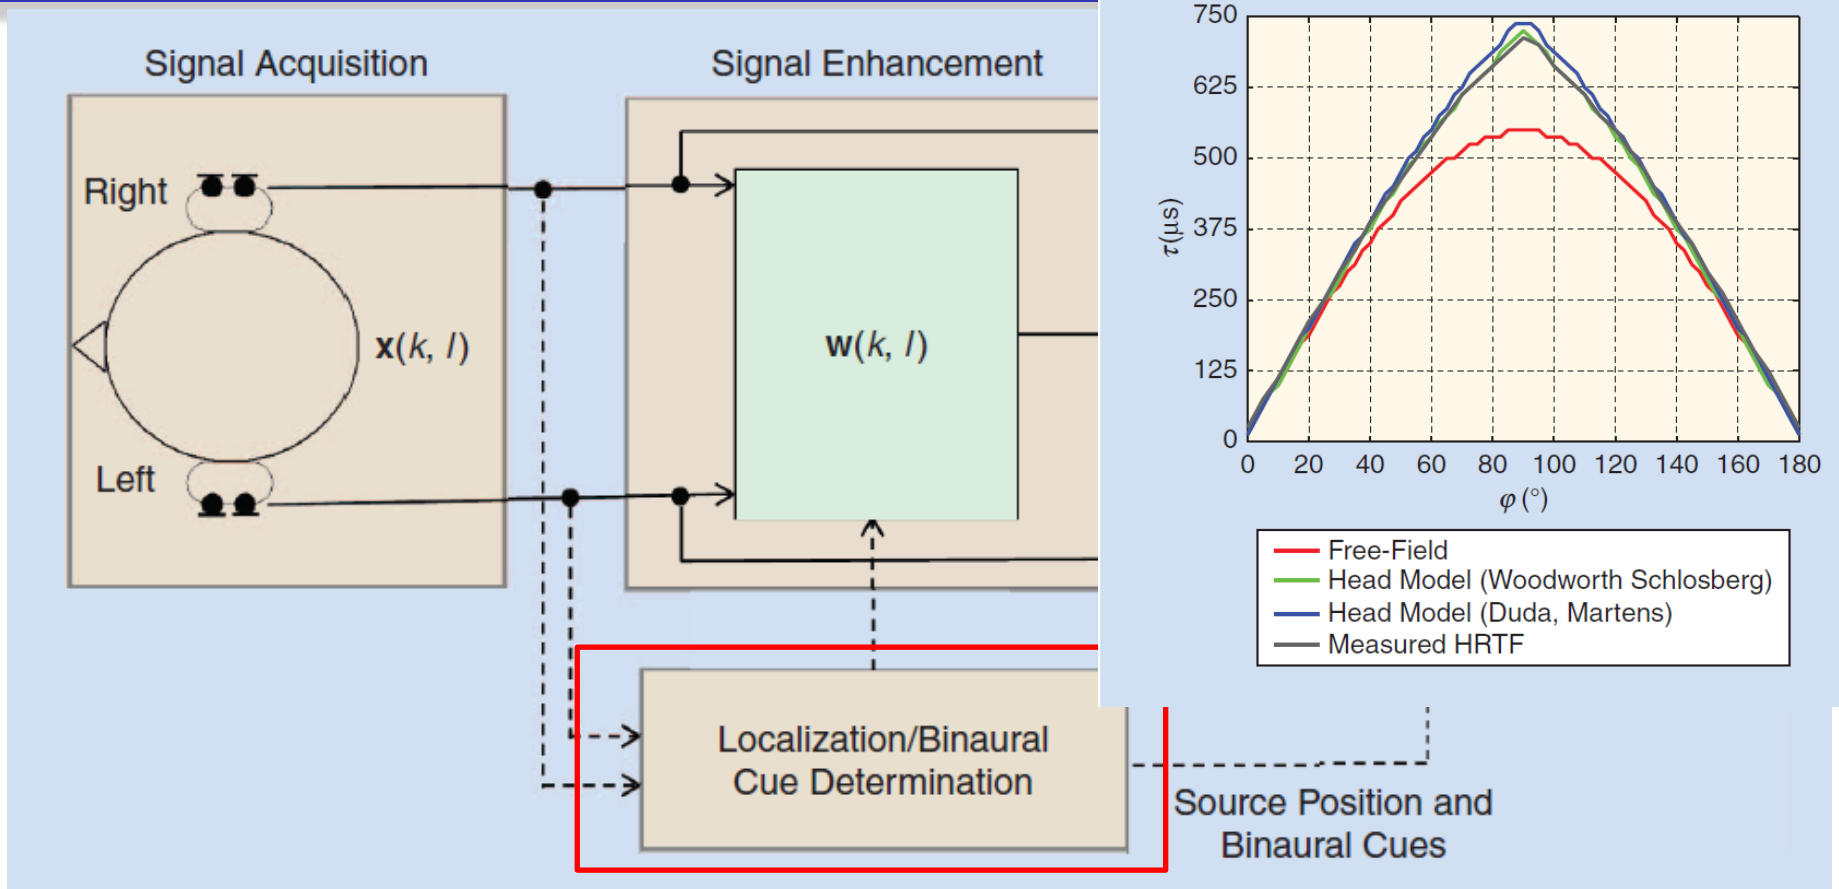 Signal Acquisition
Right
x(k, l)
Left
Signal Enhancement
w(k, l)
Localization/Binaural
Cue Determination
Source Position and
Binaural Cues
τ(μs)
750
625
500
375
250
125
0
0 20 40 60 80 100 120 140 160 180
φ (°)
Free-Field
Head Model (Woodworth Schlosberg)
Head Model (Duda, Martens)
Measured HRTF